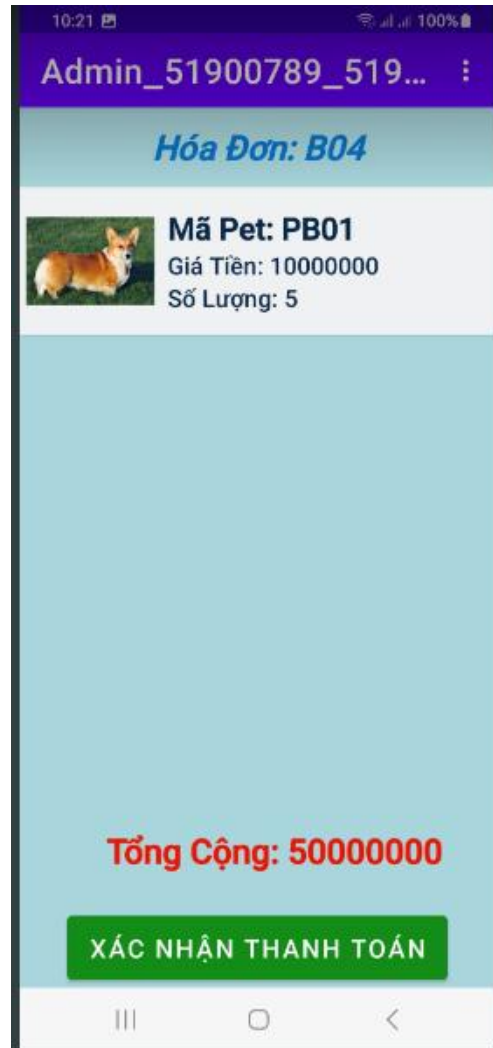 10:21
100%
Admin_51900789_519...
Hóa Đơn: B04
Mã Pet: PB01
Giá Tiền: 10000000
Số Lượng: 5
Tổng Cộng: 50000000
XÁC NHẬN THANH TOÁN